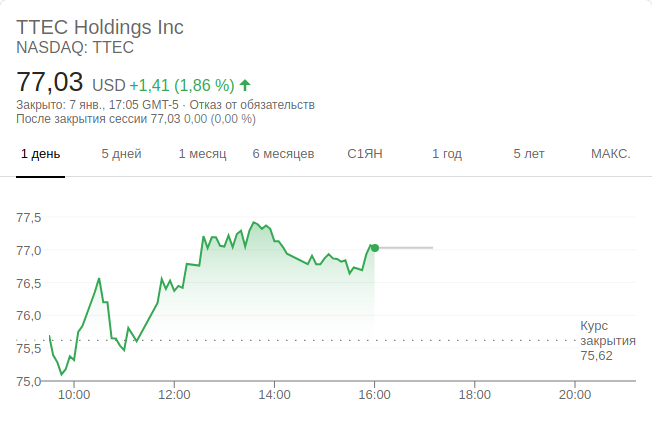 TTEC Holdings Inc
NASDAQ: TTEC
77,03 USD +1,41 (1,86 %)
Закрыто: 7 янв., 17:05 GMT-5 · Отказ от обязательств
После закрытия сессии 77,03 0,00 (0,00 %)
1 день 5 дней 1 месяц 6 месяцев С1ЯН 1 год 5 лет МАКС.
77,5
77,0
76,5
76,0
75,5
75,0
Курс
закрытия
75,62
10:00 12:00 14:00 16:00 18:00 20:00